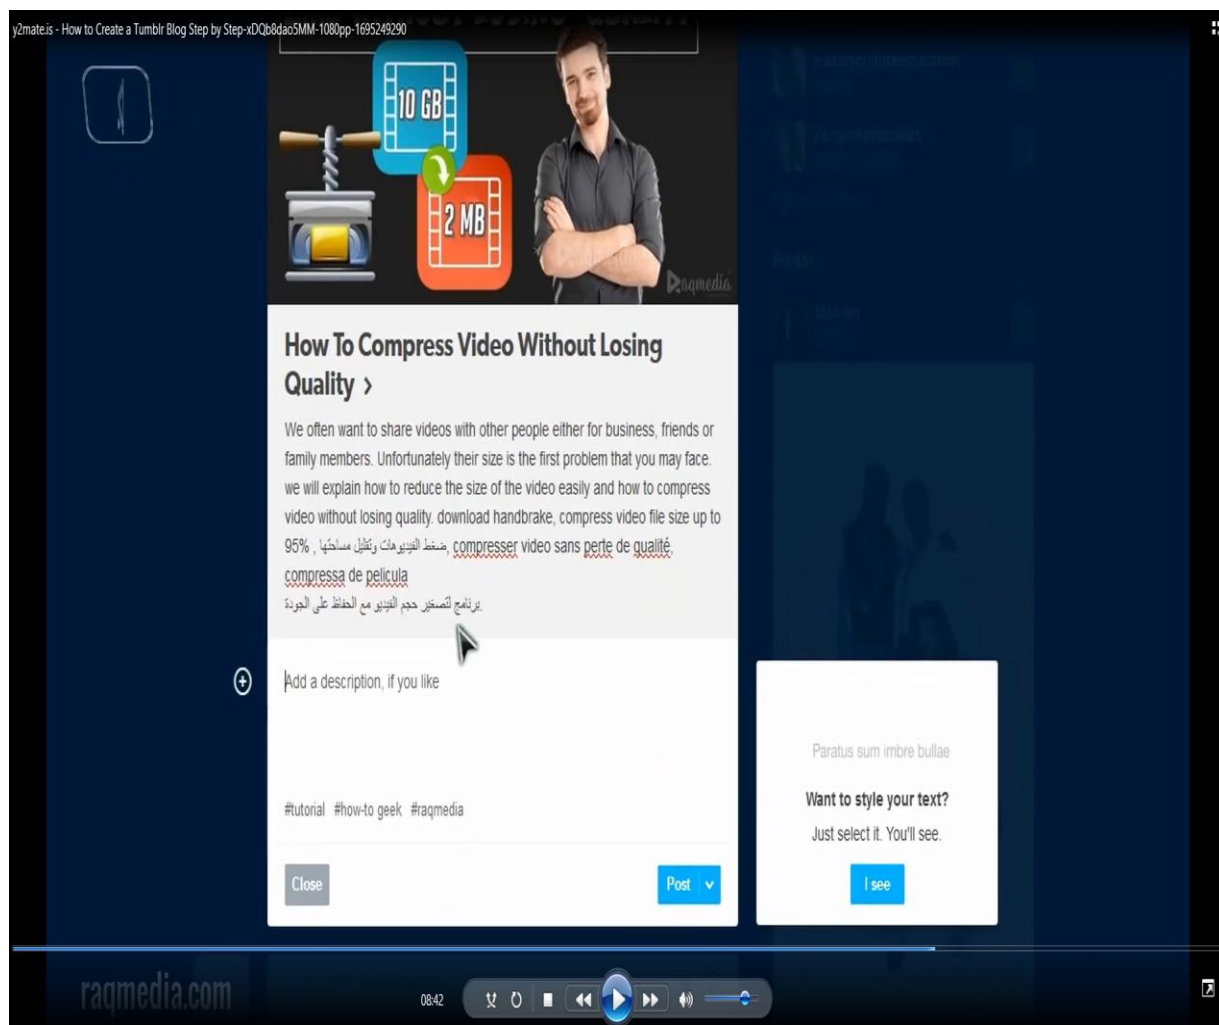 y2mate.is - How to Create a Tumblr Blog Step by Step-xDQb8dao5MM-1080pp-1695249290
10 GB
2 MB
Raqmedia
How To Compress Video Without Losing
Quality >
We often want to share videos with other people either for business, friends or
family members. Unfortunately their size is the first problem that you may face.
we will explain how to reduce the size of the video easily and how to compress
video without losing quality. download handbrake, compress video file size up to
95% , ضغط الفيديوهات وتقليل مساحتها, compresser video sans perte de qualité,
compressa de pelicula
برنامج لتصغير حجم الفيديو مع الحفاظ على الجودة.
Add a description, if you like
#tutorial #how-to geek #raqmedia
Close
Post
Paratus sum imbre bullae
Want to style your text?
Just select it. You'll see.
I see
raqmedia.com
08:42